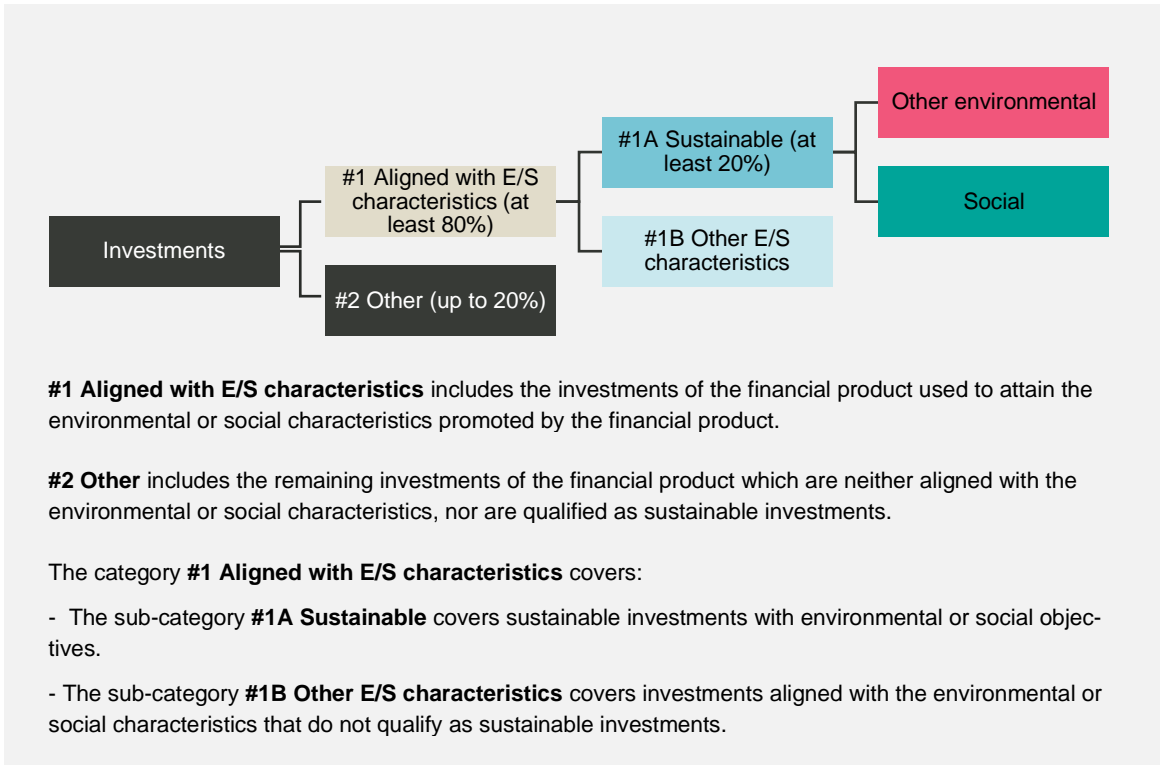 Other environmental
#1A Sustainable (at
least 20%)
#1 Aligned with E/S
characteristics (at
least 80%)
Social
Investments
#1B Other E/S
characteristics
#2 Other (up to 20%)
#1 Aligned with E/S characteristics includes the investments of the financial product used to attain the
environmental or social characteristics promoted by the financial product.
#2 Other includes the remaining investments of the financial product which are neither aligned with the
environmental or social characteristics, nor are qualified as sustainable investments.
The category #1 Aligned with E/S characteristics covers:
- The sub-category #1A Sustainable covers sustainable investments with environmental or social objec-
tives.
- The sub-category #1B Other E/S characteristics covers investments aligned with the environmental or
social characteristics that do not qualify as sustainable investments.